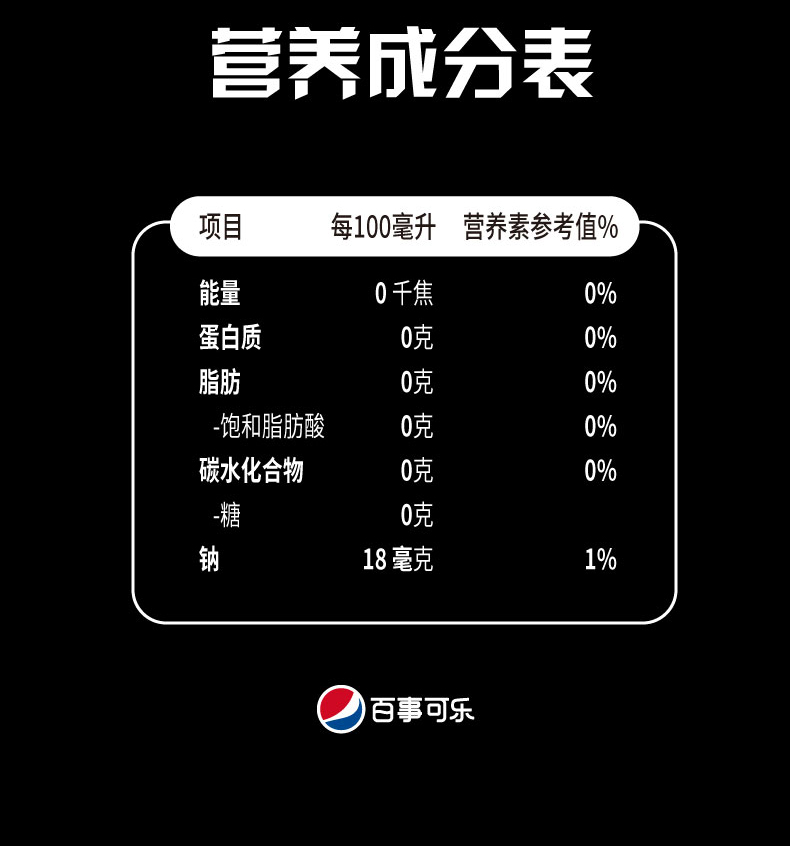 营养成分表
项目 每100毫升 营养素参考值%
能量 0 千焦 0%
蛋白质 0克 0%
脂肪 0克 0%
-饱和脂肪酸 0克 0%
碳水化合物 0克 0%
-糖 0克
钠 18 毫克 1%
百事可乐